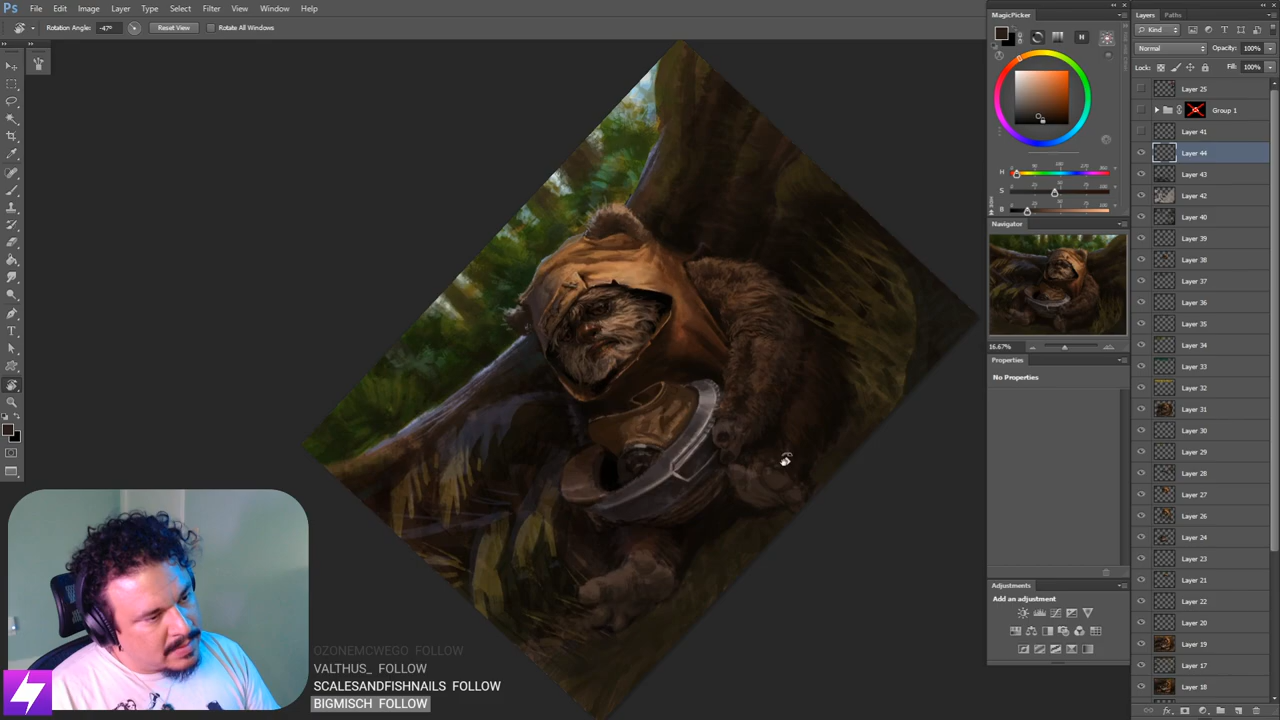 Ps File Edit Image Layer Type Select Filter View Window Help
Rotation Angle: -47° Reset View Rotate All Windows
MagicPicker
H
H
S
B
Navigator
16.67%
Properties
No Properties
Adjustments
Add an adjustment
Layers Paths
Kind
Normal Opacity: 100%
Lock: Fill: 100%
Layer 25
Group 1
Layer 41
Layer 44
Layer 43
Layer 42
Layer 40
Layer 39
Layer 38
Layer 37
Layer 36
Layer 35
Layer 34
Layer 33
Layer 32
Layer 31
Layer 30
Layer 29
Layer 28
Layer 27
Layer 26
Layer 24
Layer 23
Layer 21
Layer 22
Layer 20
Layer 19
Layer 17
Layer 18
OZONEMCWEGO FOLLOW
VALTHUS_ FOLLOW
SCALESANDFISHNAILS FOLLOW
BIGMISCH FOLLOW